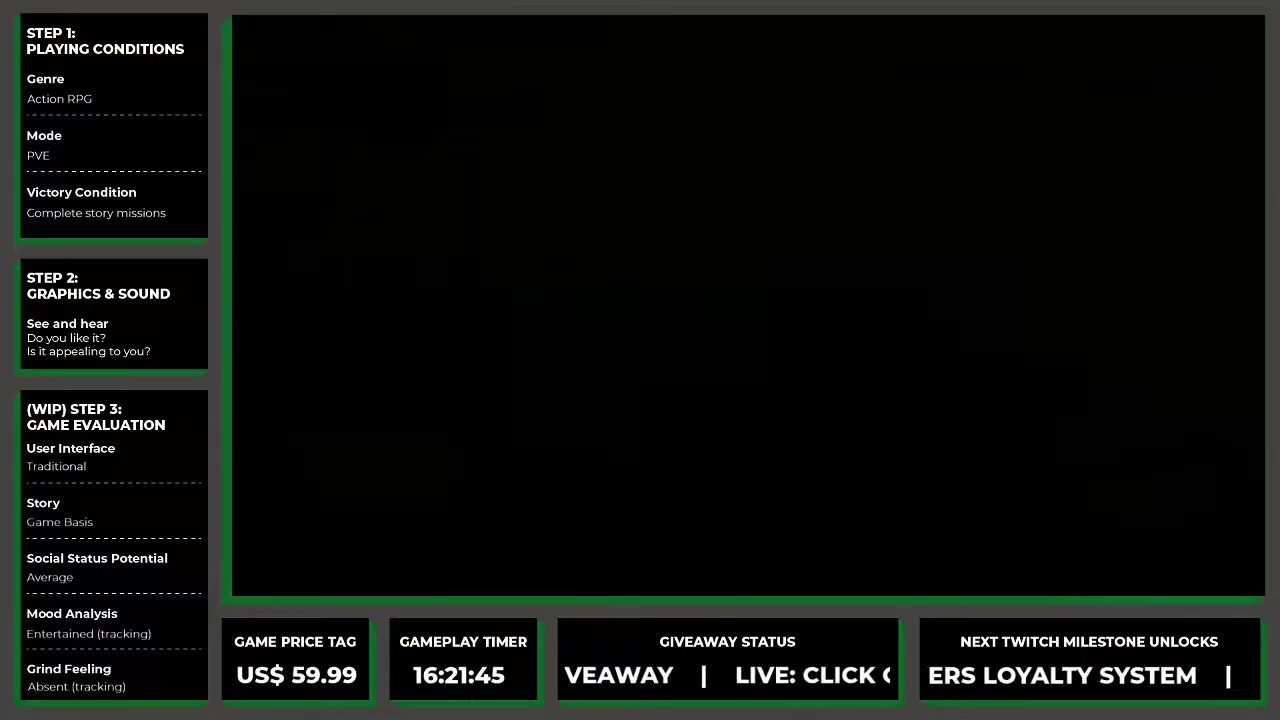 STEP 1:
PLAYING CONDITIONS
Genre
Action RPG
Mode
PVE
Victory Condition
Complete story missions
STEP 2:
GRAPHICS & SOUND
See and hear
Do you like it?
Is it appealing to you?
(WIP) STEP 3:
GAME EVALUATION
User Interface
Traditional
Story
Game Basis
Social Status Potential
Average
Mood Analysis
Entertained (tracking)
Grind Feeling
Absent (tracking)
GAME PRICE TAG
US$ 59.99
GAMEPLAY TIMER
16:21:45
GIVEAWAY STATUS
VEAWAY | LIVE: CLICK
NEXT TWITCH MILESTONE UNLOCKS
ERS LOYALTY SYSTEM |